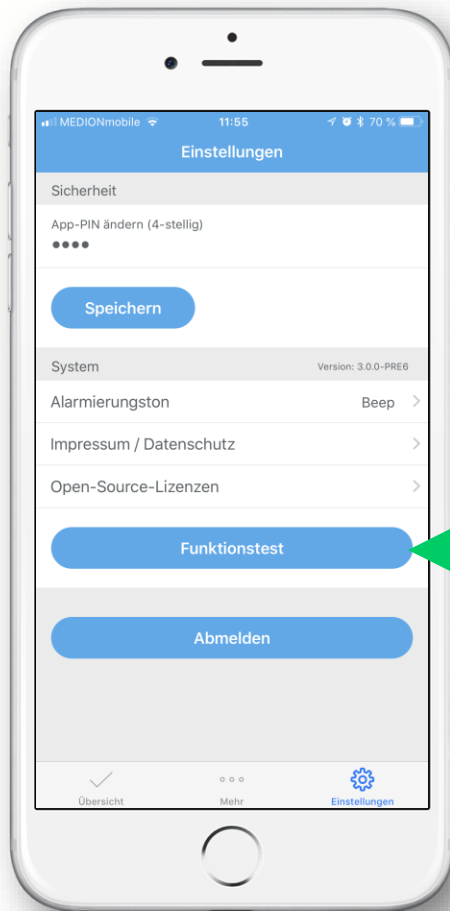 MEDIONmobile 11:55 70 %
Einstellungen
Sicherheit
App-PIN ändern (4-stellig)
••••
Speichern
System Version: 3.0.0-PRE6
Alarmierungston Beep
Impressum / Datenschutz
Open-Source-Lizenzen
Funktionstest
Abmelden
Übersicht Mehr Einstellungen